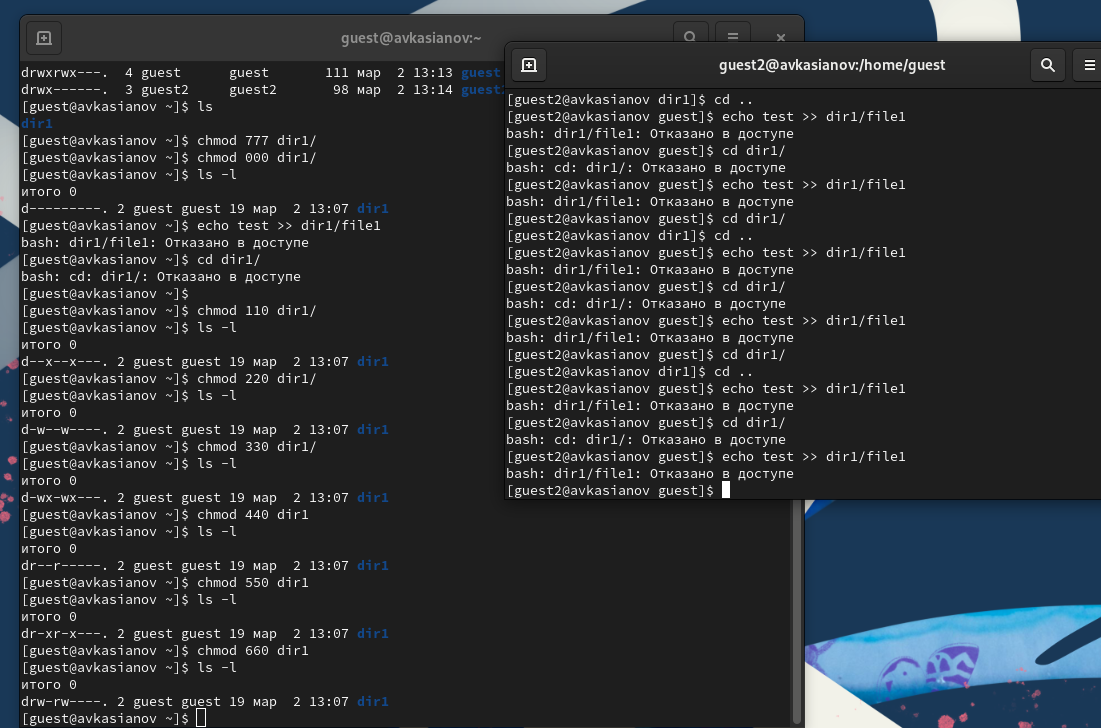 guest@avkasianov:~
drwxrwx---.  4 guest      guest       111 мар  2 13:13 guest
drwx------.  3 guest2     guest2       98 мар  2 13:14 guest2
[guest@avkasianov ~]$ ls
dir1
[guest@avkasianov ~]$ chmod 777 dir1/
[guest@avkasianov ~]$ chmod 000 dir1/
[guest@avkasianov ~]$ ls -l
итого 0
d---------. 2 guest guest 19 мар  2 13:07 dir1
[guest@avkasianov ~]$ echo test >> dir1/file1
bash: dir1/file1: Отказано в доступе
[guest@avkasianov ~]$ cd dir1/
bash: cd: dir1/: Отказано в доступе
[guest@avkasianov ~]$
[guest@avkasianov ~]$ chmod 110 dir1/
[guest@avkasianov ~]$ ls -l
итого 0
d--x--x---. 2 guest guest 19 мар  2 13:07 dir1
[guest@avkasianov ~]$ chmod 220 dir1/
[guest@avkasianov ~]$ ls -l
итого 0
d-w--w----. 2 guest guest 19 мар  2 13:07 dir1
[guest@avkasianov ~]$ chmod 330 dir1/
[guest@avkasianov ~]$ ls -l
итого 0
d-wx-wx---. 2 guest guest 19 мар  2 13:07 dir1
[guest@avkasianov ~]$ chmod 440 dir1
[guest@avkasianov ~]$ ls -l
итого 0
dr--r-----. 2 guest guest 19 мар  2 13:07 dir1
[guest@avkasianov ~]$ chmod 550 dir1
[guest@avkasianov ~]$ ls -l
итого 0
dr-xr-x---. 2 guest guest 19 мар  2 13:07 dir1
[guest@avkasianov ~]$ chmod 660 dir1
[guest@avkasianov ~]$ ls -l
итого 0
drw-rw----. 2 guest guest 19 мар  2 13:07 dir1
[guest@avkasianov ~]$
guest2@avkasianov:/home/guest
[guest2@avkasianov dir1]$ cd ..
[guest2@avkasianov guest]$ echo test >> dir1/file1
bash: dir1/file1: Отказано в доступе
[guest2@avkasianov guest]$ cd dir1/
bash: cd: dir1/: Отказано в доступе
[guest2@avkasianov guest]$ echo test >> dir1/file1
bash: dir1/file1: Отказано в доступе
[guest2@avkasianov guest]$ cd dir1/
[guest2@avkasianov dir1]$ cd ..
[guest2@avkasianov guest]$ echo test >> dir1/file1
bash: dir1/file1: Отказано в доступе
[guest2@avkasianov guest]$ cd dir1/
bash: cd: dir1/: Отказано в доступе
[guest2@avkasianov guest]$ echo test >> dir1/file1
bash: dir1/file1: Отказано в доступе
[guest2@avkasianov guest]$ cd dir1/
[guest2@avkasianov dir1]$ cd ..
[guest2@avkasianov guest]$ echo test >> dir1/file1
bash: dir1/file1: Отказано в доступе
[guest2@avkasianov guest]$ cd dir1/
bash: cd: dir1/: Отказано в доступе
[guest2@avkasianov guest]$ echo test >> dir1/file1
bash: dir1/file1: Отказано в доступе
[guest2@avkasianov guest]$